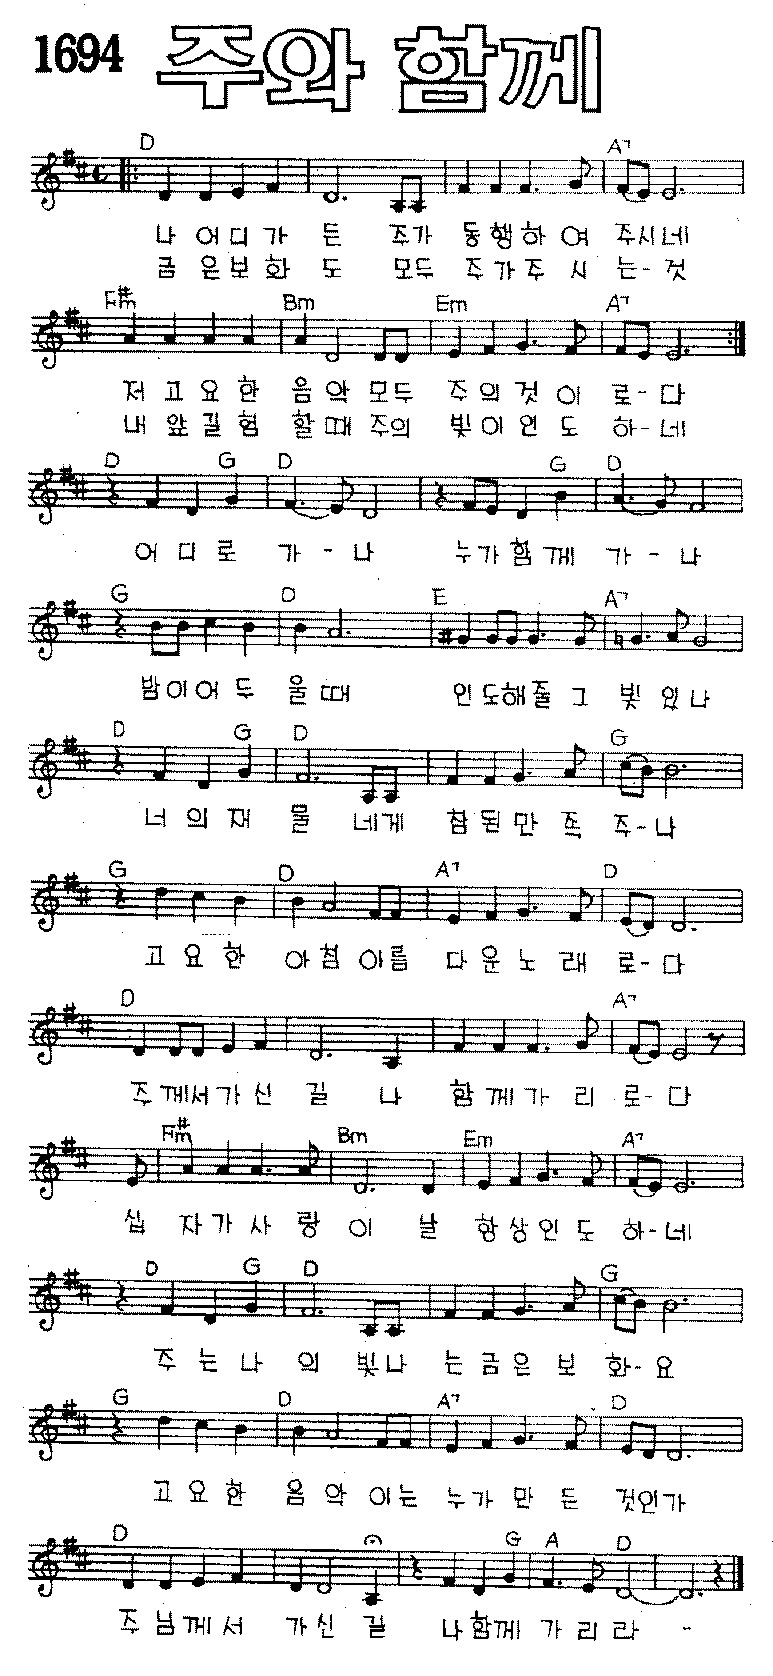 1694 주와 함께
D A7
나 어디가 든 주가 동행하 여 주시네
금은보화 도 모두 주가주 시 는- 것
F#m Bm Em A7
저 고 요 한 음악모두 주의 것 이 로-다
내 앞길험 할때 주의 빛이인 도 하-네
D G D G D
어 디 로 가 - 나 누가함께 가 - 나
G D E A7
밤이어 두 울때 인도해줄 그 빛 있나
D G D G
너 의 재 물 네게 참된만 족 주-나
G D A7 D
고 요 한 아침 아름 다운노 래 로-다
D A7
주께서가 신 길 나 함께가 리 로-다
F#m Bm Em A7
십 자가 사 랑 이 날 항상인 도 하-네
D G D G
주 는 나 의 빛나 는금은 보 화-요
G D A7 D
고 요 한 음 악 이는 누가 만 든 것인가
D G A D
주 님 께 서 가신 길 나함께 가 리 라 -